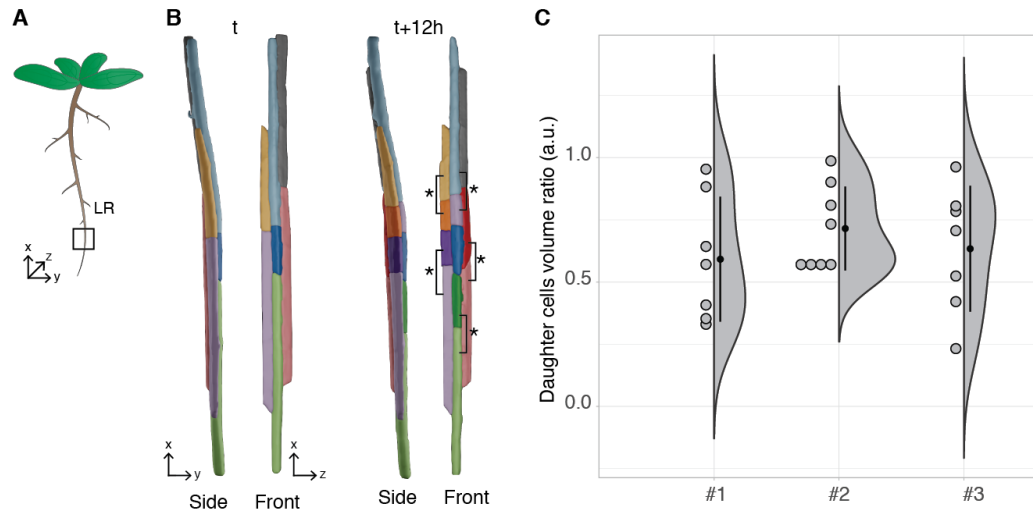 A
LR
x
z
y
B
t
t+12h
*
*
*
*
*
x
y
x
z
x
y
x
z
Side
Front
Side
Front
C
Daughter cells volume ratio (a.u.)
1.0
0.5
0.0
#1
#2
#3